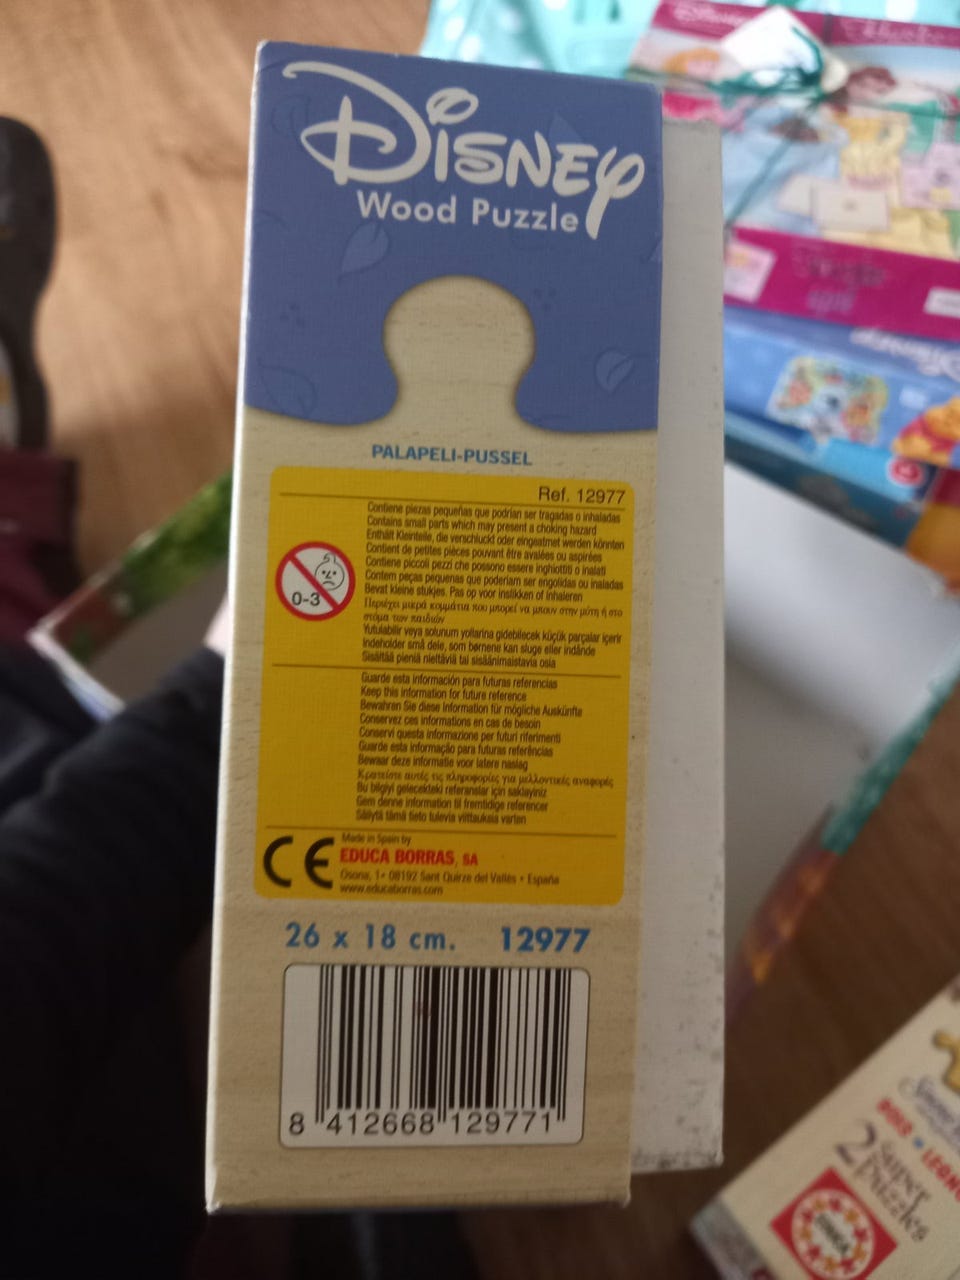 DISNEY
Wood Puzzle
PALAPELI-PUSSEL
Ref. 12977
Contiene piezas pequeñas que podrían ser tragadas o inhaladas
Contains small parts which may present a choking hazard
Enthält Kleinteile, die verschluckt oder eingeatmet werden könnten
Contient de petites pièces pouvant être avalées ou aspirées
Contiene piccoli pezzi che possono essere inghiottiti o inalati
Contem peças pequenas que poderiam ser engolidas ou inaladas
Bevat kleine stukjes. Pas op voor inslikken of inhaleren
Περιέχει μικρά κομμάτια που μπορεί να μπουν στην μύτη ή στο
στόμα των παιδιών
Yutulabilir veya solunum yollarina gidebilecek küçük parçalar içerir
Indeholder små dele, som børnene kan sluge eller indånde
Sisältää pieniä nieltäviä tai sisäänimaistavia osia
0-3
Guarde esta información para futuras referencias
Keep this information for future reference
Bewahren Sie diese Information für mögliche Auskünfte
Conservez ces informations en cas de besoin
Conservi questa informazione per futuri riferimenti
Guarde esta informação para futuras referências
Bewaar deze informatie voor latere naslag
Κρατείστε αυτές τις πληροφορίες για μελλοντικές αναφορές
Bu bilgiyi gelecekteki referanslar için saklayiniz
Gem denne information til fremtidige referencer
Säilytä tämä tieto tulevia viittauksia varten
CE
Made in Spain by
EDUCA BORRAS, SA
Osona, 1 • 08192 Sant Quirze del Vallès • España
www.educaborras.com
26 x 18 cm. 12977
8 412668 129771
2 Super
Puzzles
EDUCA